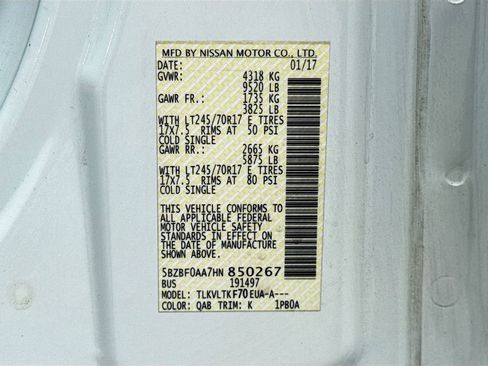 MFD BY NISSAN MOTOR CO., LTD.
DATE: 01/17
GVWR: 4318 KG
9520 LB
GAWR FR.: 1735 KG
3825 LB
WITH LT245/70R17 E TIRES
17X7.5 RIMS AT 50 PSI
COLD SINGLE
GAWR RR.: 2665 KG
5875 LB
WITH LT245/70R17 E TIRES
17X7.5 RIMS AT 80 PSI
COLD SINGLE
THIS VEHICLE CONFORMS TO
ALL APPLICABLE FEDERAL
MOTOR VEHICLE SAFETY
STANDARDS IN EFFECT ON
THE DATE OF MANUFACTURE
SHOWN ABOVE.
5BZBF0AA7HN850267
BUS 191497
MODEL: TLKVLTKF70EUA-A---
COLOR: QAB TRIM: K 1PB0A